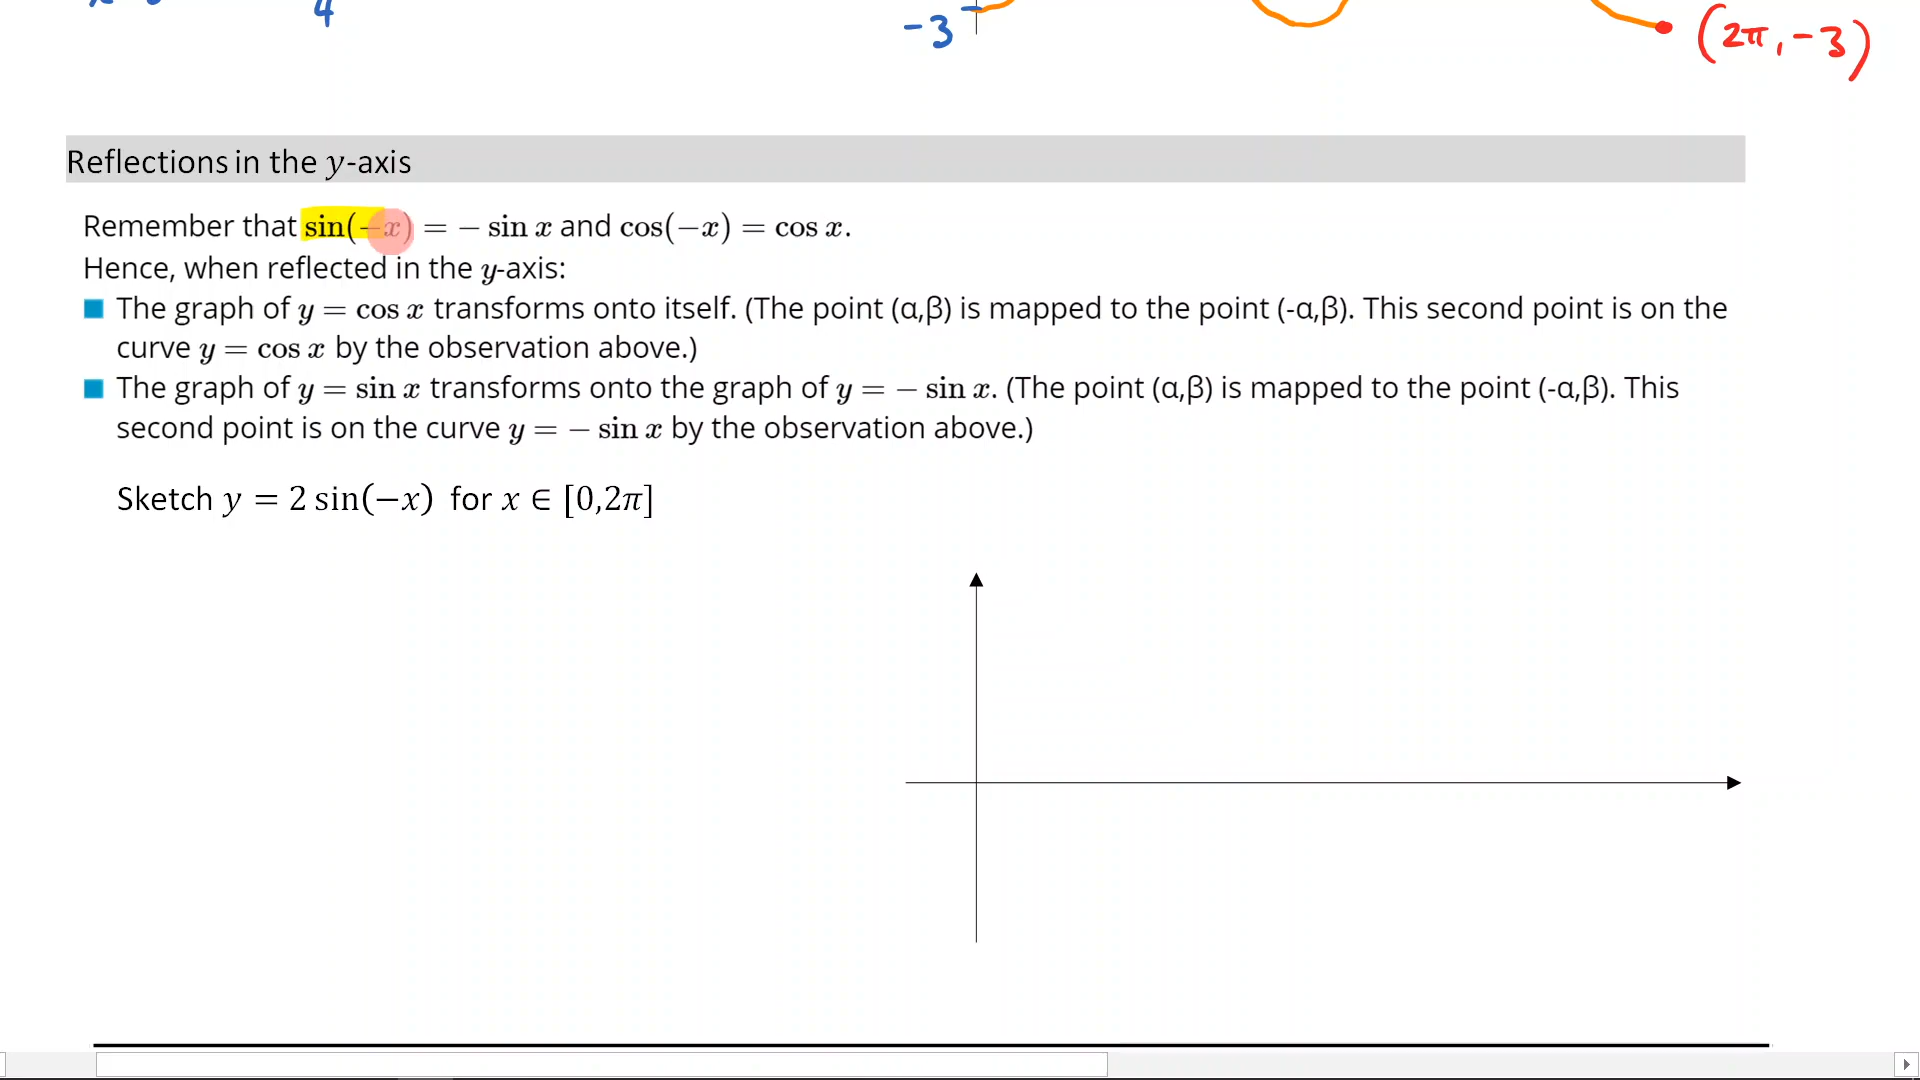 4
-3
(2π, -3)
Reflections in the y-axis
Remember that sin(−x) = − sin x and cos(−x) = cos x.
Hence, when reflected in the y-axis:
■ The graph of y = cos x transforms onto itself. (The point (α,β) is mapped to the point (-α,β). This second point is on the
curve y = cos x by the observation above.)
■ The graph of y = sin x transforms onto the graph of y = − sin x. (The point (α,β) is mapped to the point (-α,β). This
second point is on the curve y = − sin x by the observation above.)
Sketch y = 2 sin(−x) for x ∈ [0,2π]